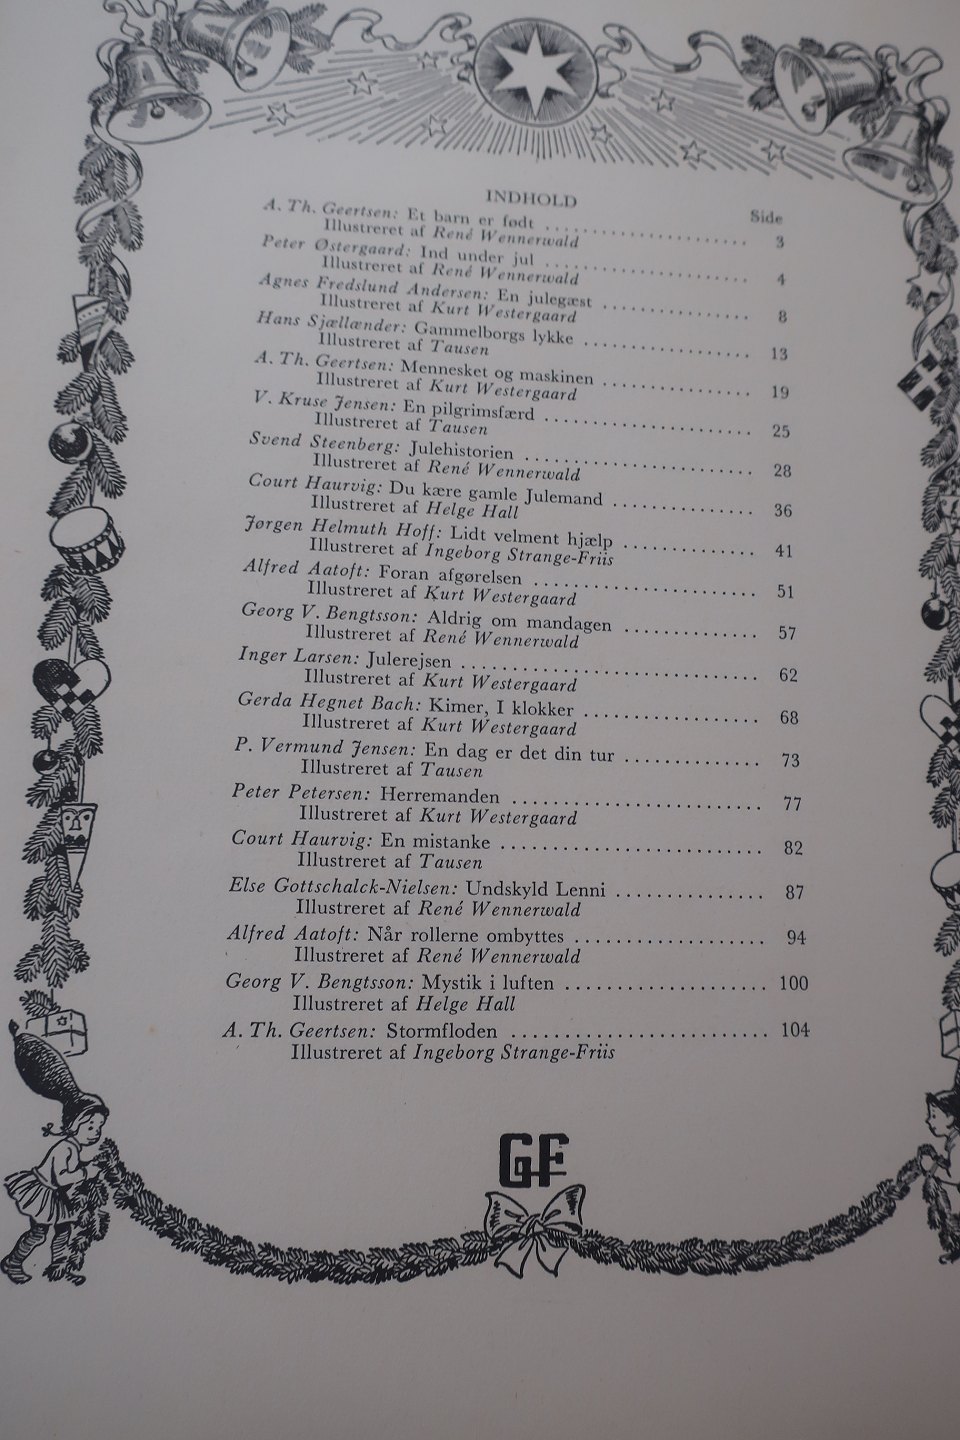 INDHOLD
Side
A. Th. Geertsen: Et barn er født ........................ 3
Illustreret af René Wennerwald
Peter Østergaard: Ind under jul ........................ 4
Illustreret af René Wennerwald
Agnes Fredslund Andersen: En julegæst ................. 8
Illustreret af Kurt Westergaard
Hans Sjællænder: Gammelborgs lykke ................... 13
Illustreret af Tausen
A. Th. Geertsen: Mennesket og maskinen ................. 19
Illustreret af Kurt Westergaard
V. Kruse Jensen: En pilgrimsfærd ........................ 25
Illustreret af Tausen
Svend Steenberg: Julehistorien .......................... 28
Illustreret af René Wennerwald
Court Haurvig: Du kære gamle Julemand ................ 36
Illustreret af Helge Hall
Jørgen Helmuth Hoff: Lidt velment hjælp ............... 41
Illustreret af Ingeborg Strange-Friis
Alfred Aatoft: Foran afgørelsen ......................... 51
Illustreret af Kurt Westergaard
Georg V. Bengtsson: Aldrig om mandagen ............... 57
Illustreret af René Wennerwald
Inger Larsen: Julerejsen ................................. 62
Illustreret af Kurt Westergaard
Gerda Hegnet Bach: Kimer, I klokker .................... 68
Illustreret af Kurt Westergaard
P. Vermund Jensen: En dag er det din tur ............... 73
Illustreret af Tausen
Peter Petersen: Herremanden ............................ 77
Illustreret af Kurt Westergaard
Court Haurvig: En mistanke ............................. 82
Illustreret af Tausen
Else Gottschalck-Nielsen: Undskyld Lenni ................ 87
Illustreret af René Wennerwald
Alfred Aatoft: Når rollerne ombyttes ..................... 94
Illustreret af René Wennerwald
Georg V. Bengtsson: Mystik i luften ...................... 100
Illustreret af Helge Hall
A. Th. Geertsen: Stormfloden ............................ 104
Illustreret af Ingeborg Strange-Friis
GF